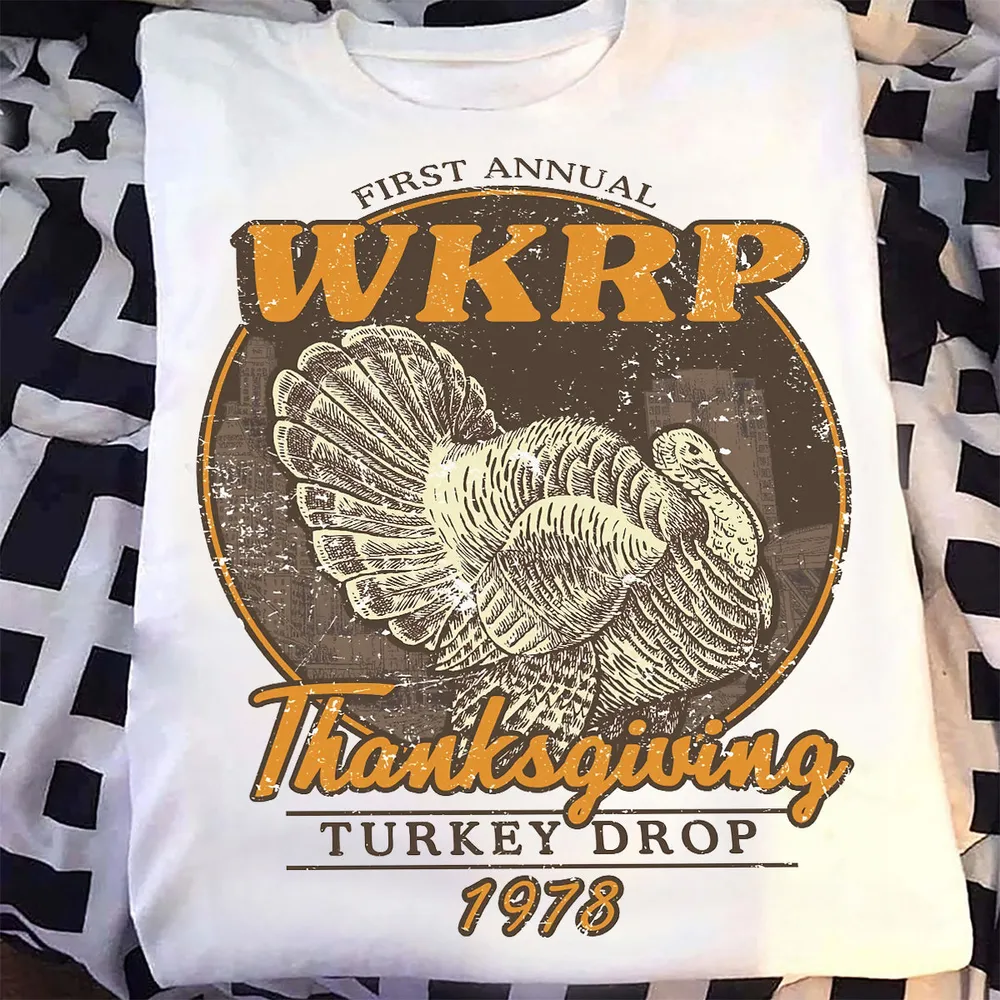 FIRST ANNUAL
WKRP
Thanksgiving
TURKEY DROP
1978